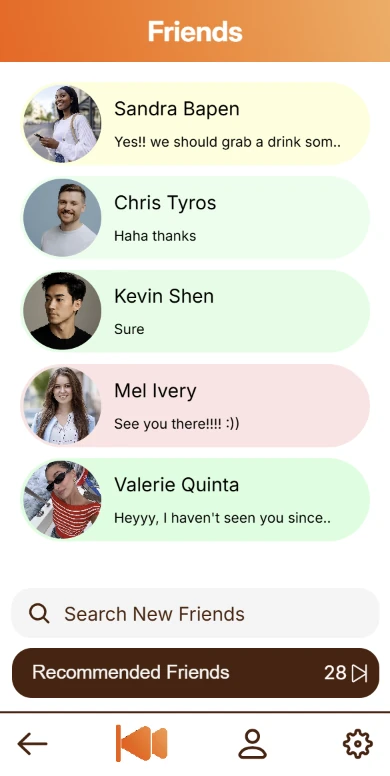 Friends
Sandra Bapen
Yes!! we should grab a drink som..
Chris Tyros
Haha thanks
Kevin Shen
Sure
Mel Ivery
See you there!!!! :))
Valerie Quinta
Heyyy, I haven't seen you since..
Search New Friends
Recommended Friends 28